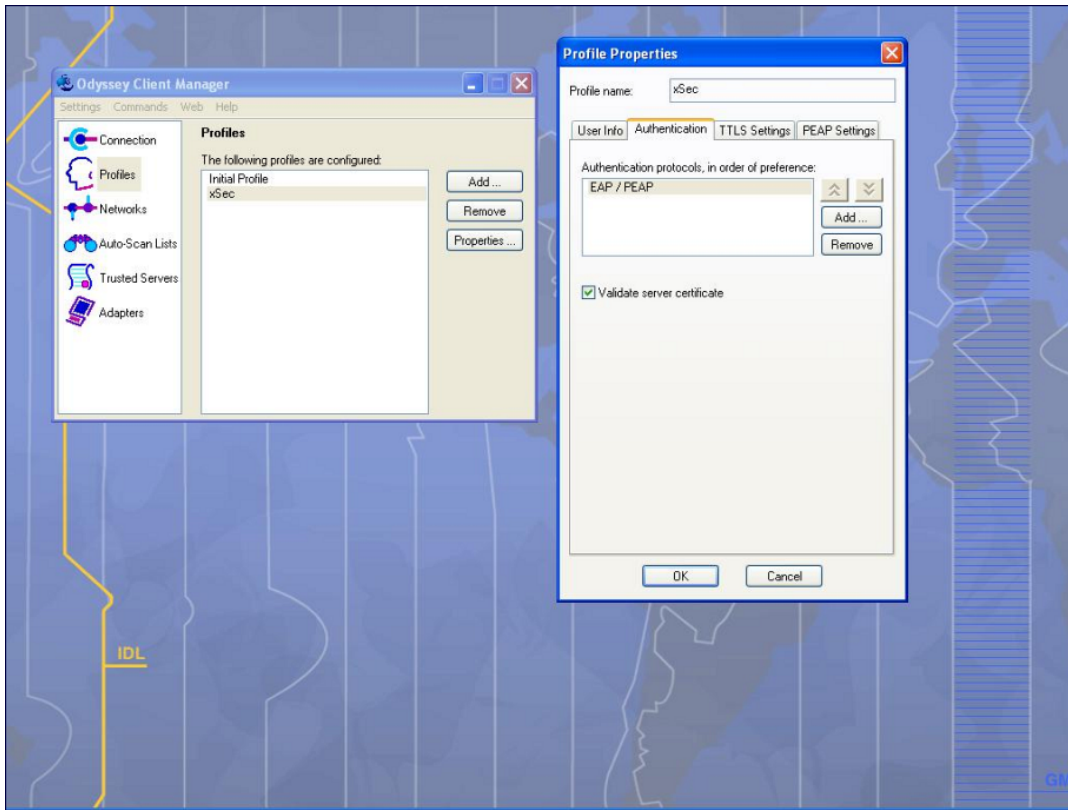 Odyssey Client Manager
Settings Commands Web Help
Connection
Profiles
Networks
Auto-Scan Lists
Trusted Servers
Adapters
Profiles
The following profiles are configured:
Initial Profile
xSec
Add ...
Remove
Properties ...
Profile Properties
Profile name: xSec
User Info Authentication TTLS Settings PEAP Settings
Authentication protocols, in order of preference:
EAP / PEAP
Add ...
Remove
Validate server certificate
OK Cancel
IDL
GM